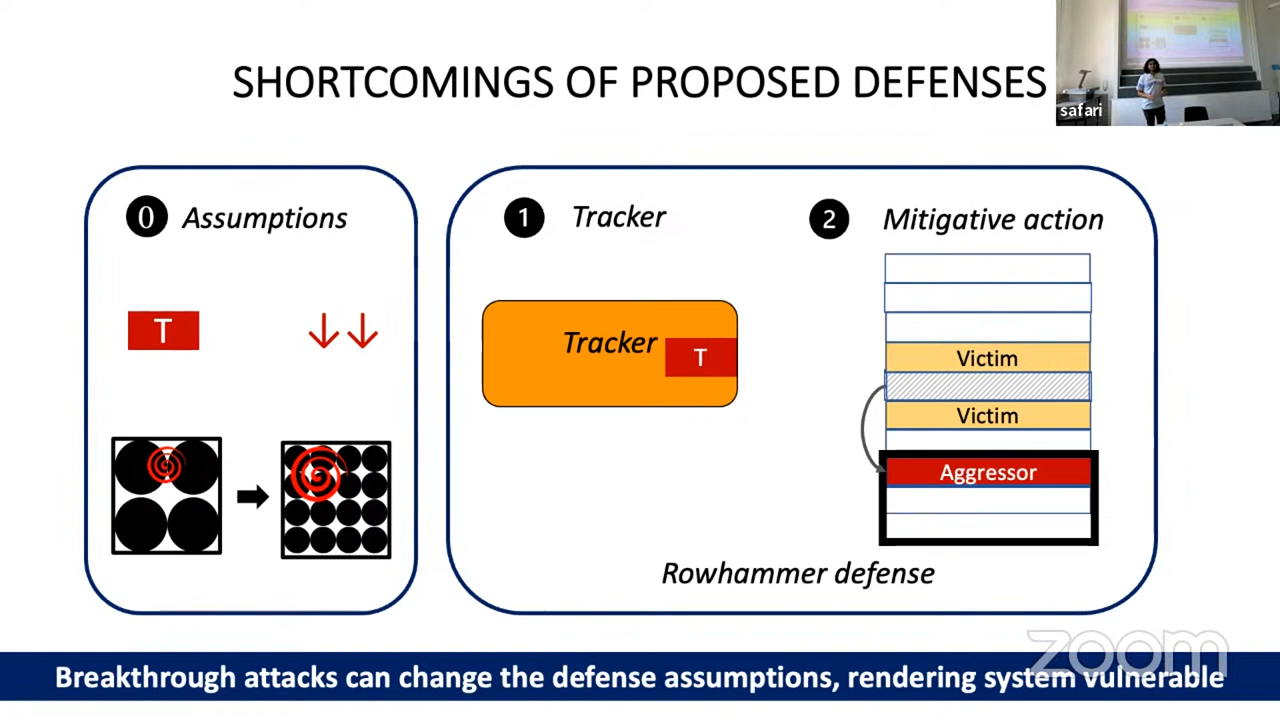 SHORTCOMINGS OF PROPOSED DEFENSES
safari
0 Assumptions
T
1 Tracker
Tracker
T
2 Mitigative action
Victim
Victim
Aggressor
Rowhammer defense
zoom
Breakthrough attacks can change the defense assumptions, rendering system vulnerable